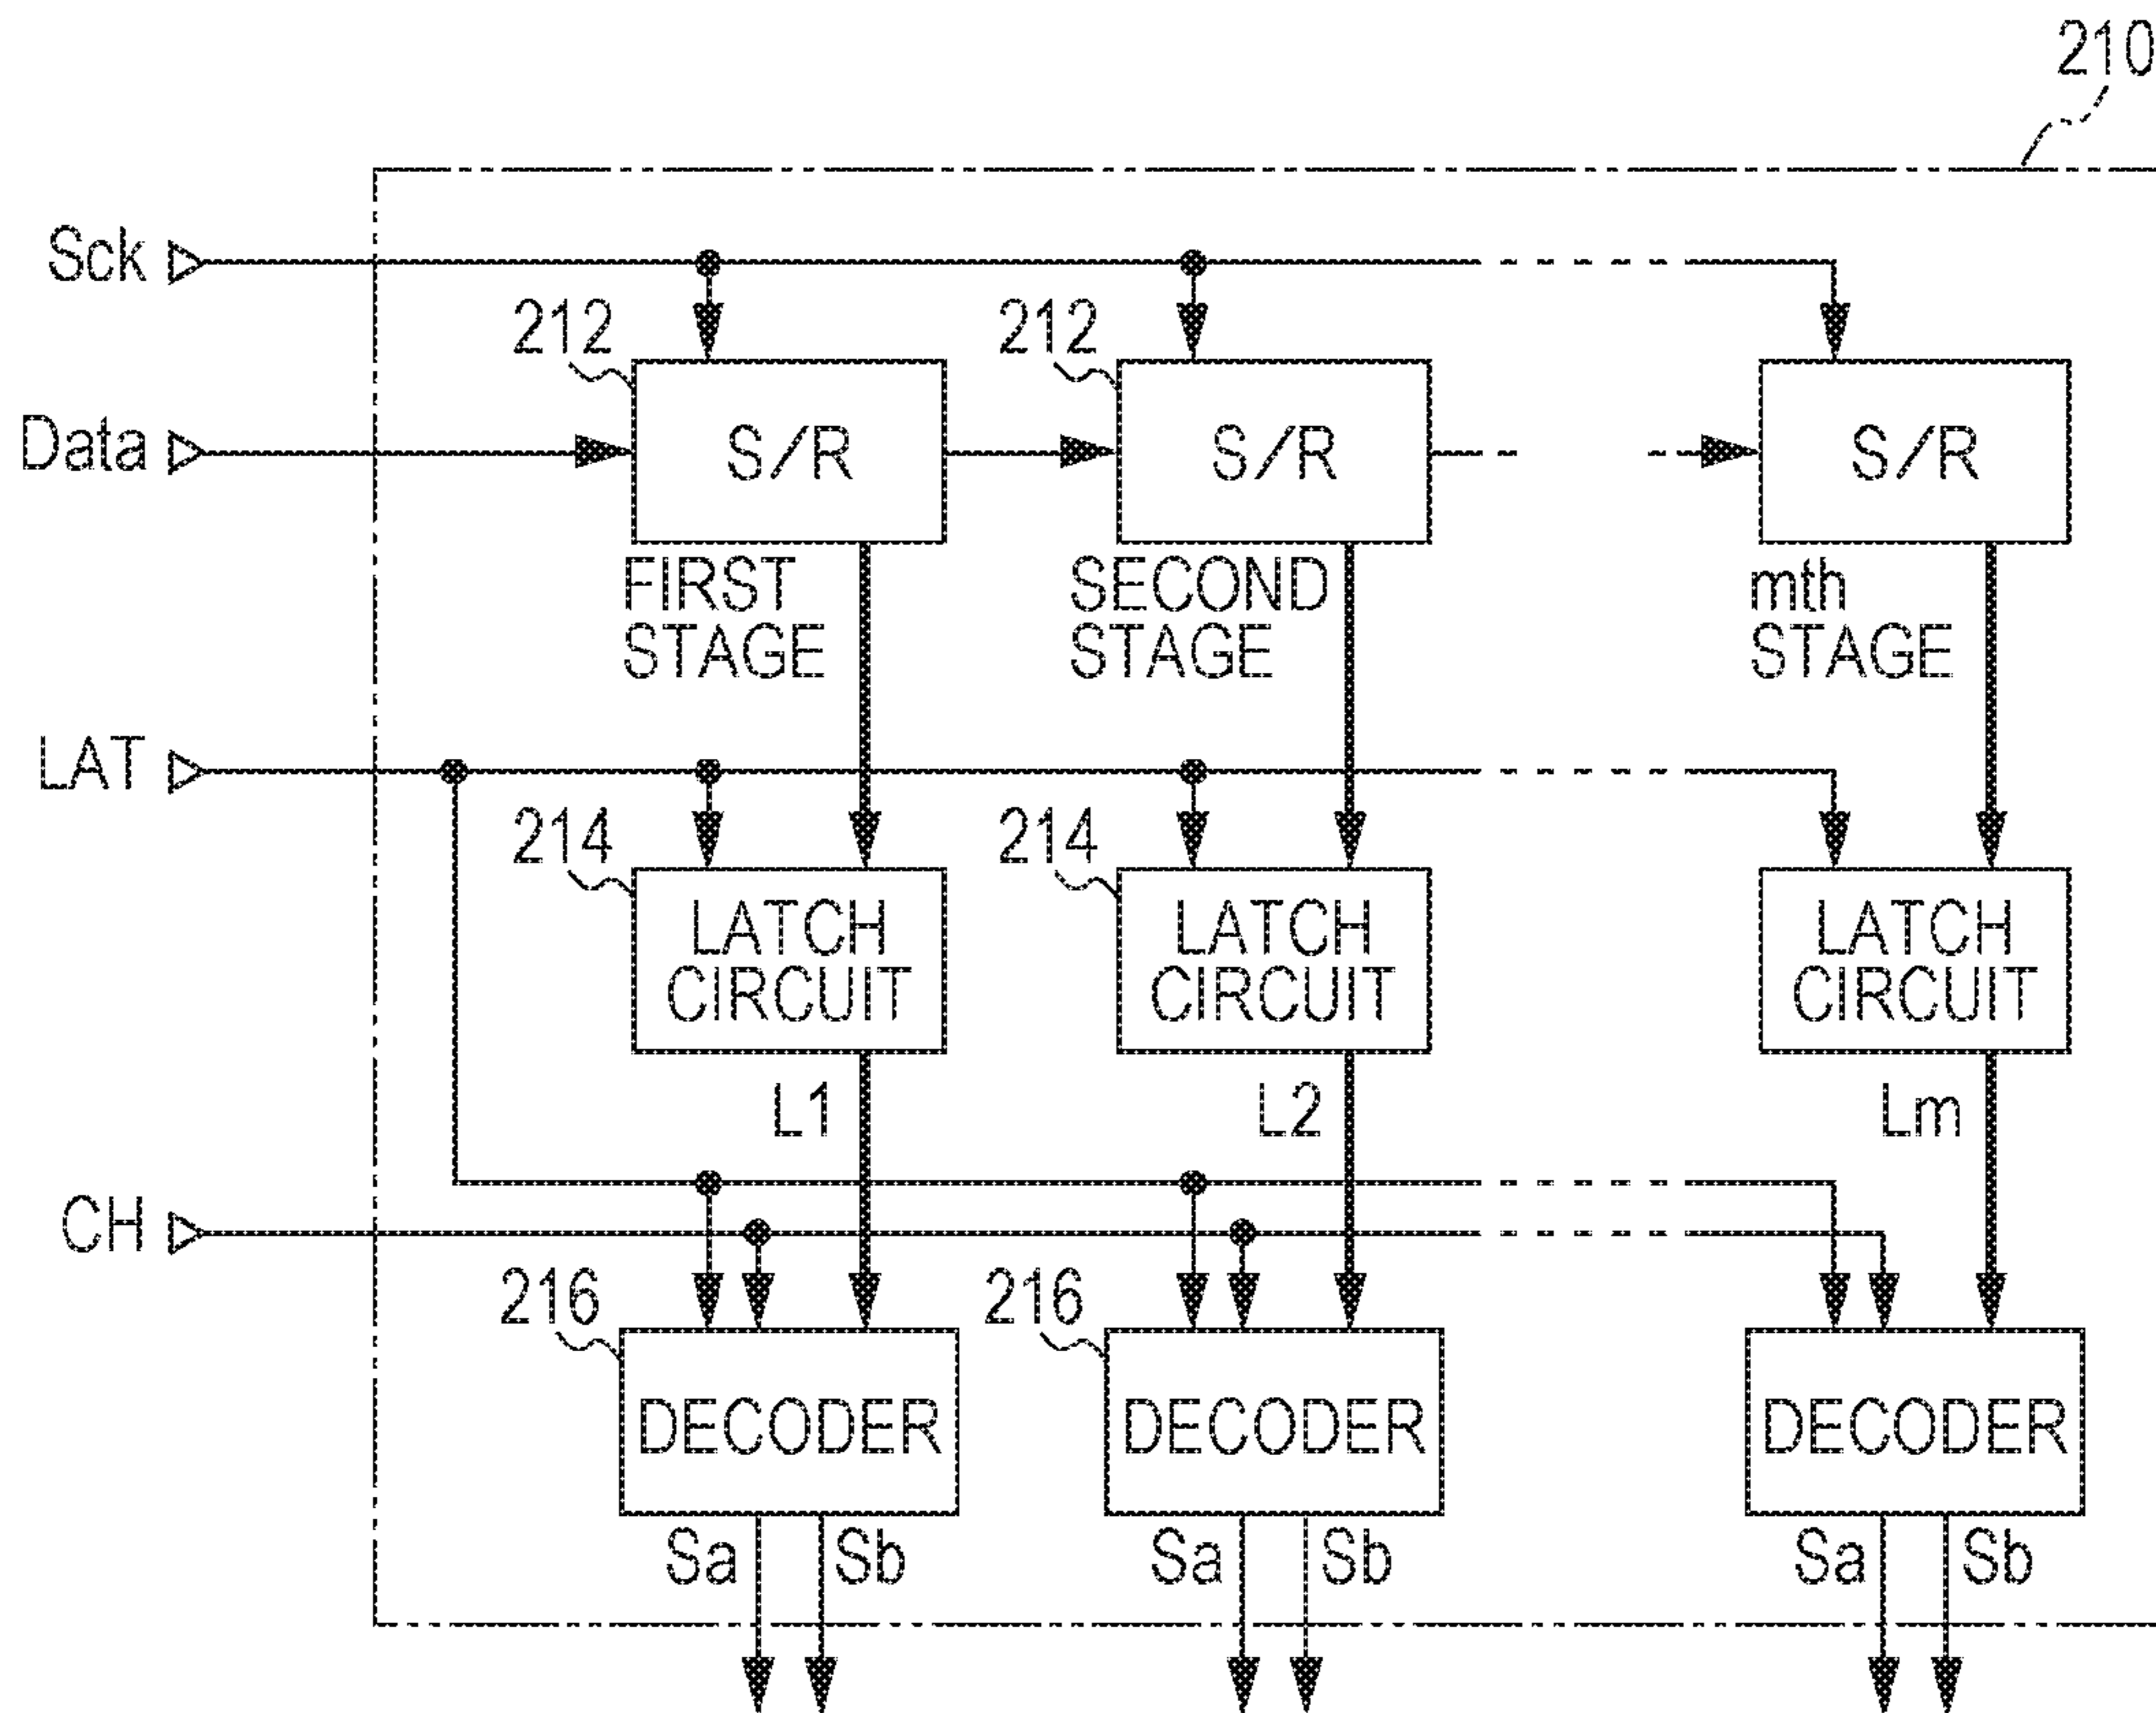 210
Sck
212
212
Data
S/R
S/R
S/R
FIRST
STAGE
SECOND
STAGE
mth
STAGE
LAT
214
214
LATCH
CIRCUIT
LATCH
CIRCUIT
LATCH
CIRCUIT
L1
L2
Lm
CH
216
216
DECODER
DECODER
DECODER
Sa
Sb
Sa
Sb
Sa
Sb